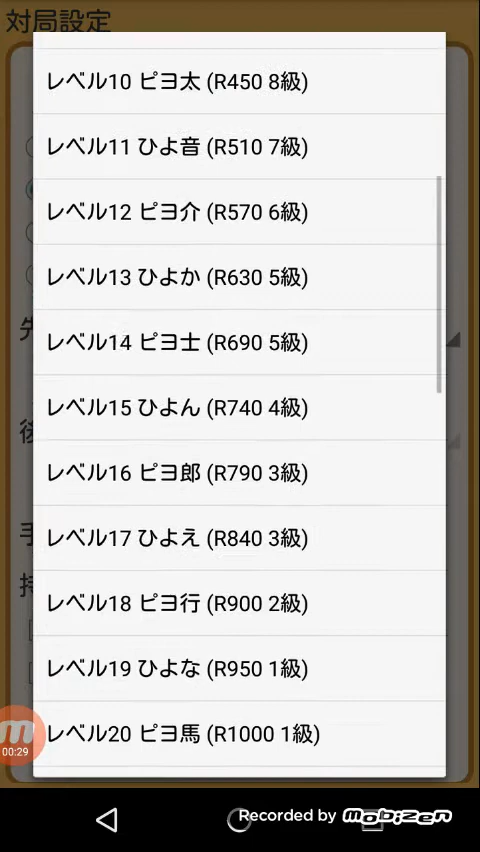 対局設定
レベル10 ピヨ太 (R450 8級)
レベル11 ひよ音 (R510 7級)
レベル12 ピヨ介 (R570 6級)
レベル13 ひよか (R630 5級)
レベル14 ピヨ士 (R690 5級)
レベル15 ひよん (R740 4級)
レベル16 ピヨ郎 (R790 3級)
レベル17 ひよえ (R840 3級)
レベル18 ピヨ行 (R900 2級)
レベル19 ひよな (R950 1級)
レベル20 ピヨ馬 (R1000 1級)
先
後
手
持
00:29
Recorded by mobizen